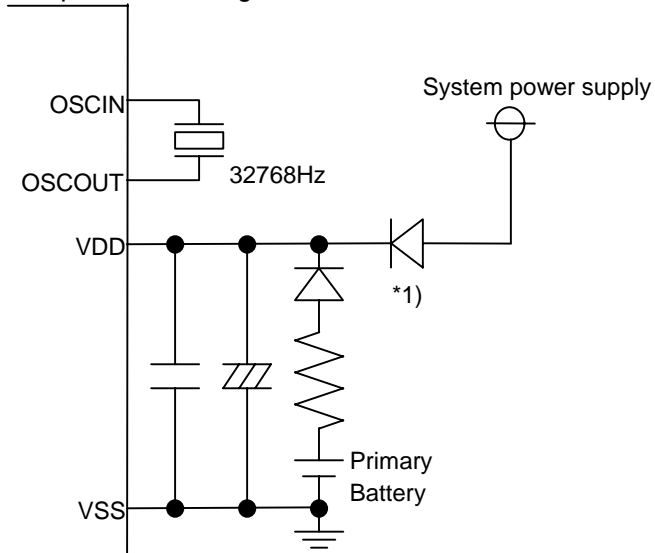 System power supply
OSCIN
OSCOUT
32768Hz
VDD
*1)
Primary
Battery
VSS